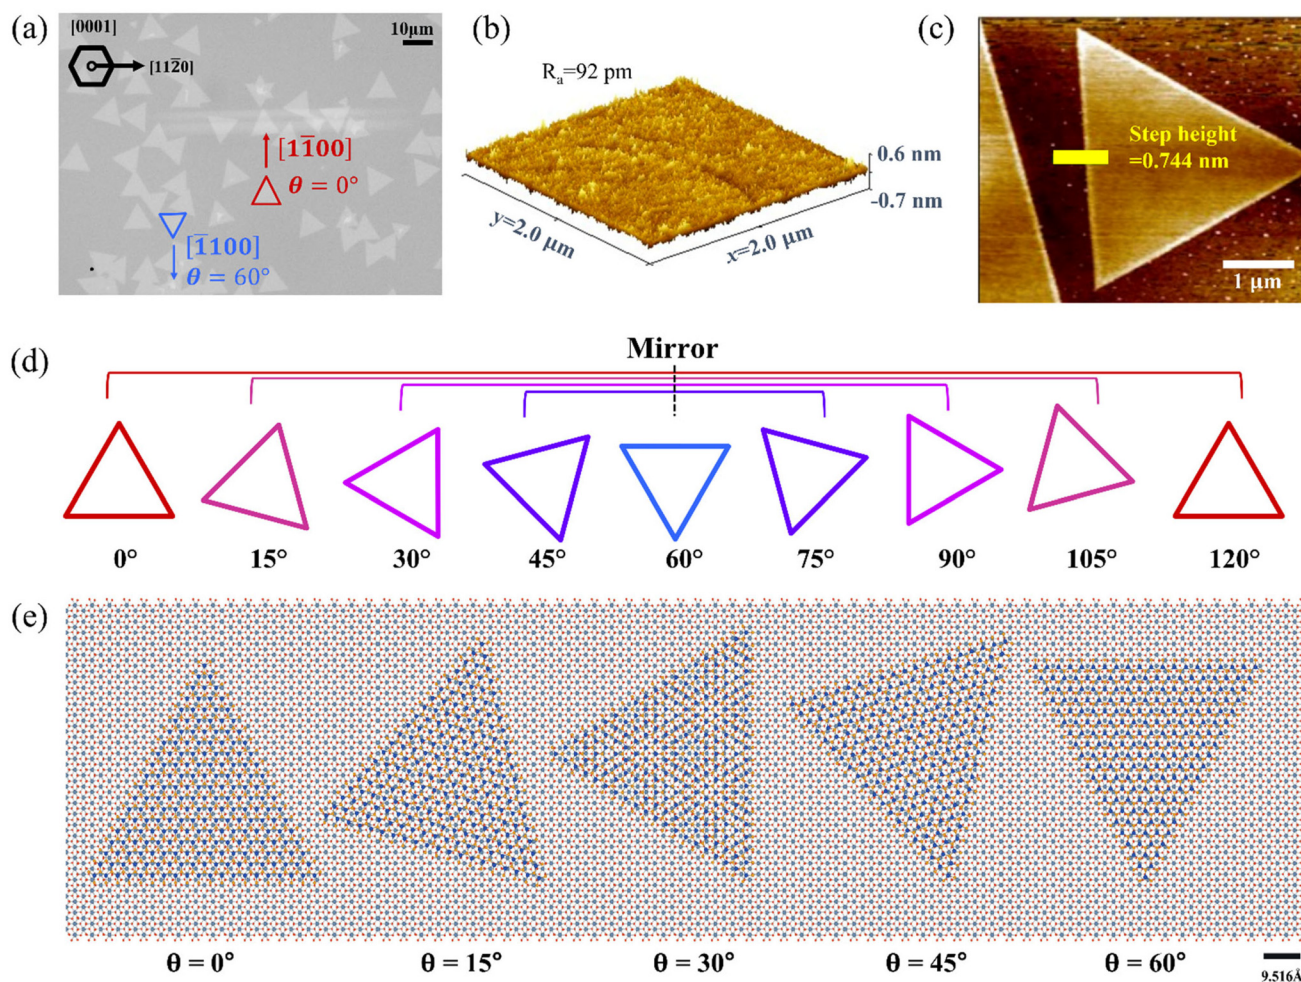 (a)
[0001]
[112̅0]
10μm
[11̅00]
θ = 0°
[1̅100]
θ = 60°
(b)
Rₐ=92 pm
0.6 nm
-0.7 nm
y=2.0 μm
x=2.0 μm
(c)
Step height
=0.744 nm
1 μm
(d)
Mirror
0° 15° 30° 45° 60° 75° 90° 105° 120°
(e)
θ = 0° θ = 15° θ = 30° θ = 45° θ = 60°
9.516Å